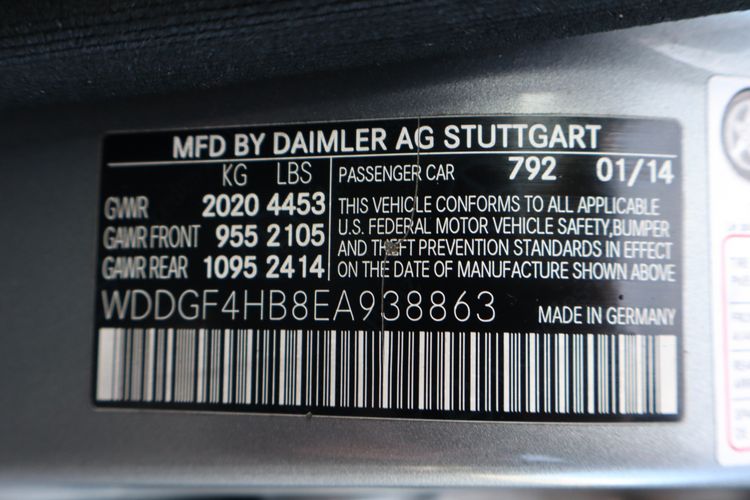 MFD BY DAIMLER AG STUTTGART
KG LBS
GWR 2020 4453
GAWR FRONT 955 2105
GAWR REAR 1095 2414
PASSENGER CAR 792 01/14
THIS VEHICLE CONFORMS TO ALL APPLICABLE
U.S. FEDERAL MOTOR VEHICLE SAFETY,BUMPER
AND THEFT PREVENTION STANDARDS IN EFFECT
ON THE DATE OF MANUFACTURE SHOWN ABOVE
WDDGF4HB8EA938863 MADE IN GERMANY